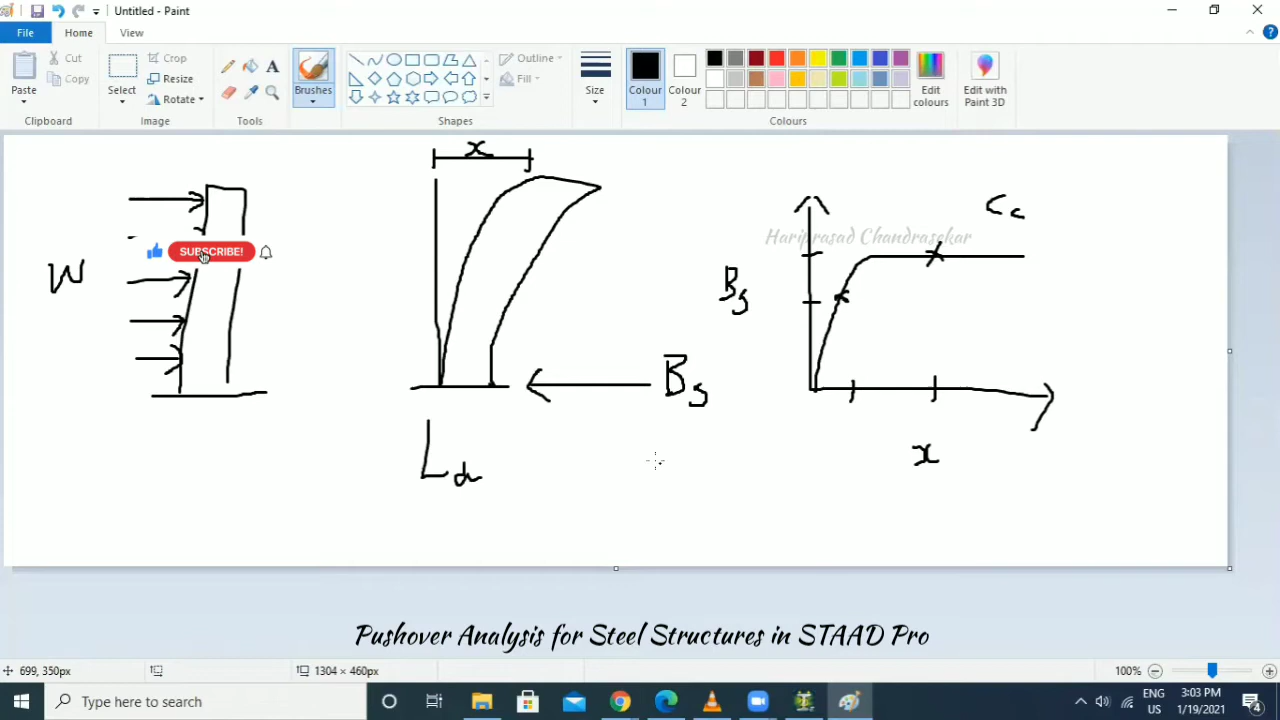 Untitled - Paint
File
Home
View
Paste
Cut
Copy
Clipboard
Select
Crop
Resize
Rotate
Image
Tools
Brushes
Shapes
Outline
Fill
Size
Colour 1
Colour 2
Edit colours
Colours
Edit with Paint 3D
x
W
SUBSCRIBE!
Ld
Bs
Bs
Cc
Hariprasad Chandrasekar
x
Pushover Analysis for Steel Structures in STAAD Pro
699, 350px
1304 × 460px
100%
Type here to search
ENG
US
3:03 PM
1/19/2021
4